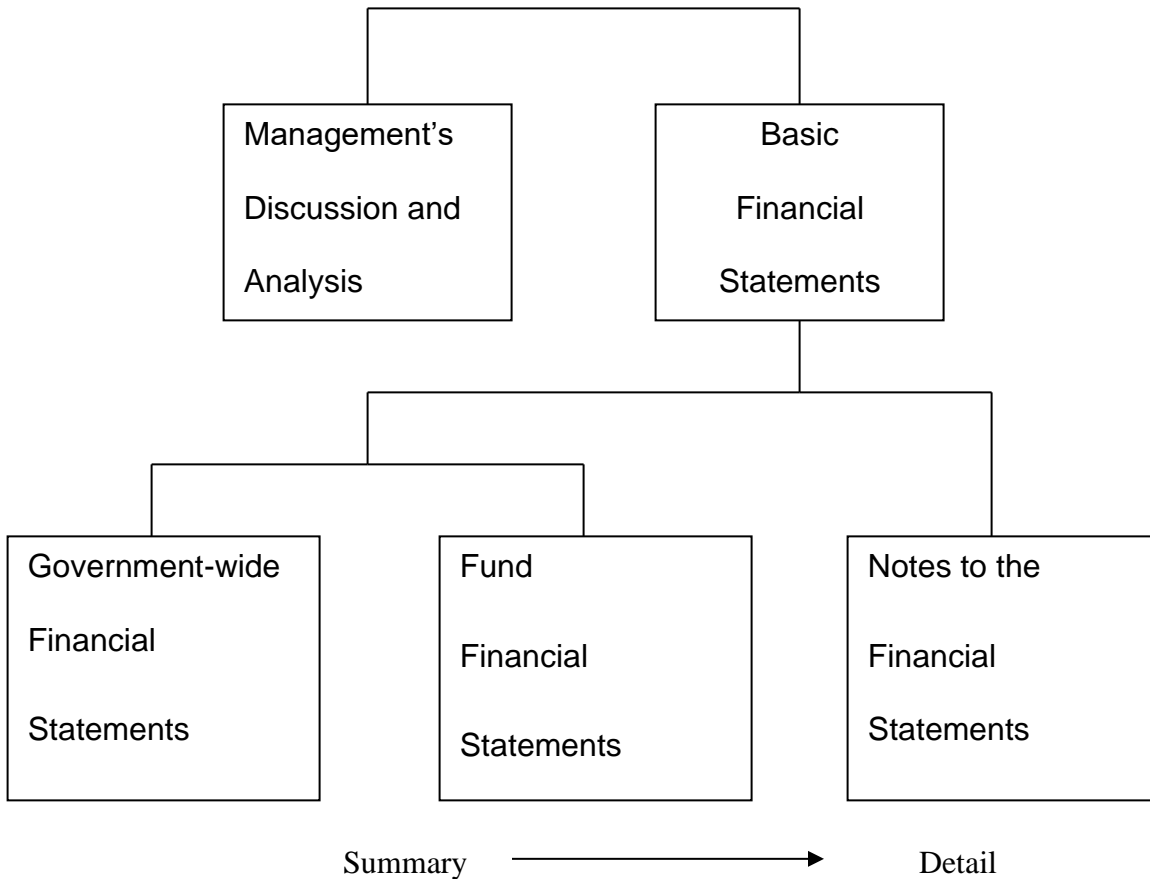 Management’s
Discussion and
Analysis
Basic
Financial
Statements
Government-wide
Financial
Statements
Fund
Financial
Statements
Notes to the
Financial
Statements
Summary
Detail